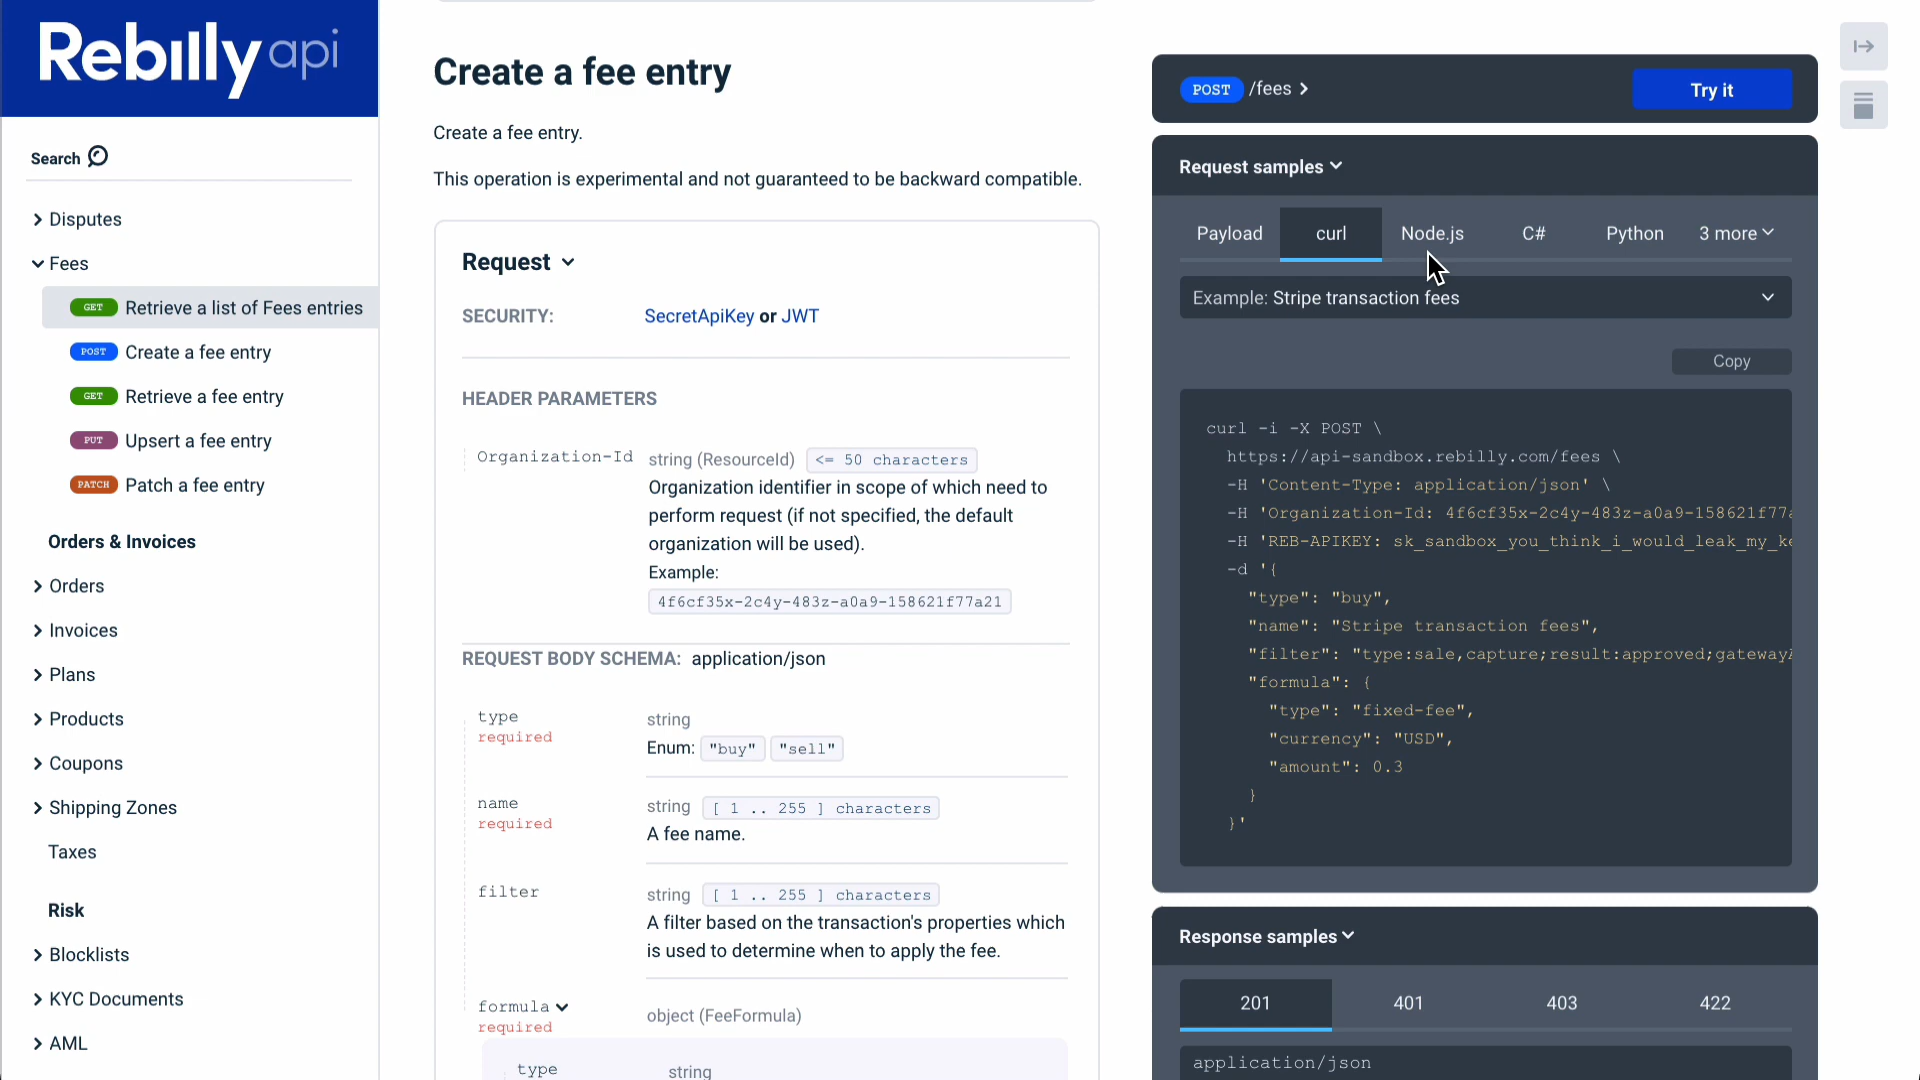 Rebilly api
Search
Disputes
Fees
GET Retrieve a list of Fees entries
POST Create a fee entry
GET Retrieve a fee entry
PUT Upsert a fee entry
PATCH Patch a fee entry
Orders & Invoices
Orders
Invoices
Plans
Products
Coupons
Shipping Zones
Taxes
Risk
Blocklists
KYC Documents
AML
Create a fee entry
Create a fee entry.
This operation is experimental and not guaranteed to be backward compatible.
Request
SECURITY: SecretApiKey or JWT
HEADER PARAMETERS
Organization-Id string (ResourceId) <= 50 characters
Organization identifier in scope of which need to
perform request (if not specified, the default
organization will be used).
Example:
4f6cf35x-2c4y-483z-a0a9-158621f77a21
REQUEST BODY SCHEMA: application/json
type string
required
Enum: "buy" "sell"
name string [ 1 .. 255 ] characters
required
A fee name.
filter string [ 1 .. 255 ] characters
A filter based on the transaction's properties which
is used to determine when to apply the fee.
formula object (FeeFormula)
required
type string
POST /fees Try it
Request samples
Payload curl Node.js C# Python 3 more
Example: Stripe transaction fees
Copy
curl -i -X POST \
https://api-sandbox.rebilly.com/fees \
-H 'Content-Type: application/json' \
-H 'Organization-Id: 4f6cf35x-2c4y-483z-a0a9-158621f77a
-H 'REB-APIKEY: sk_sandbox_you_think_i_would_leak_my_ke
-d '{
"type": "buy",
"name": "Stripe transaction fees",
"filter": "type:sale,capture;result:approved;gatewayA
"formula": {
"type": "fixed-fee",
"currency": "USD",
"amount": 0.3
}
}'
Response samples
201 401 403 422
application/json